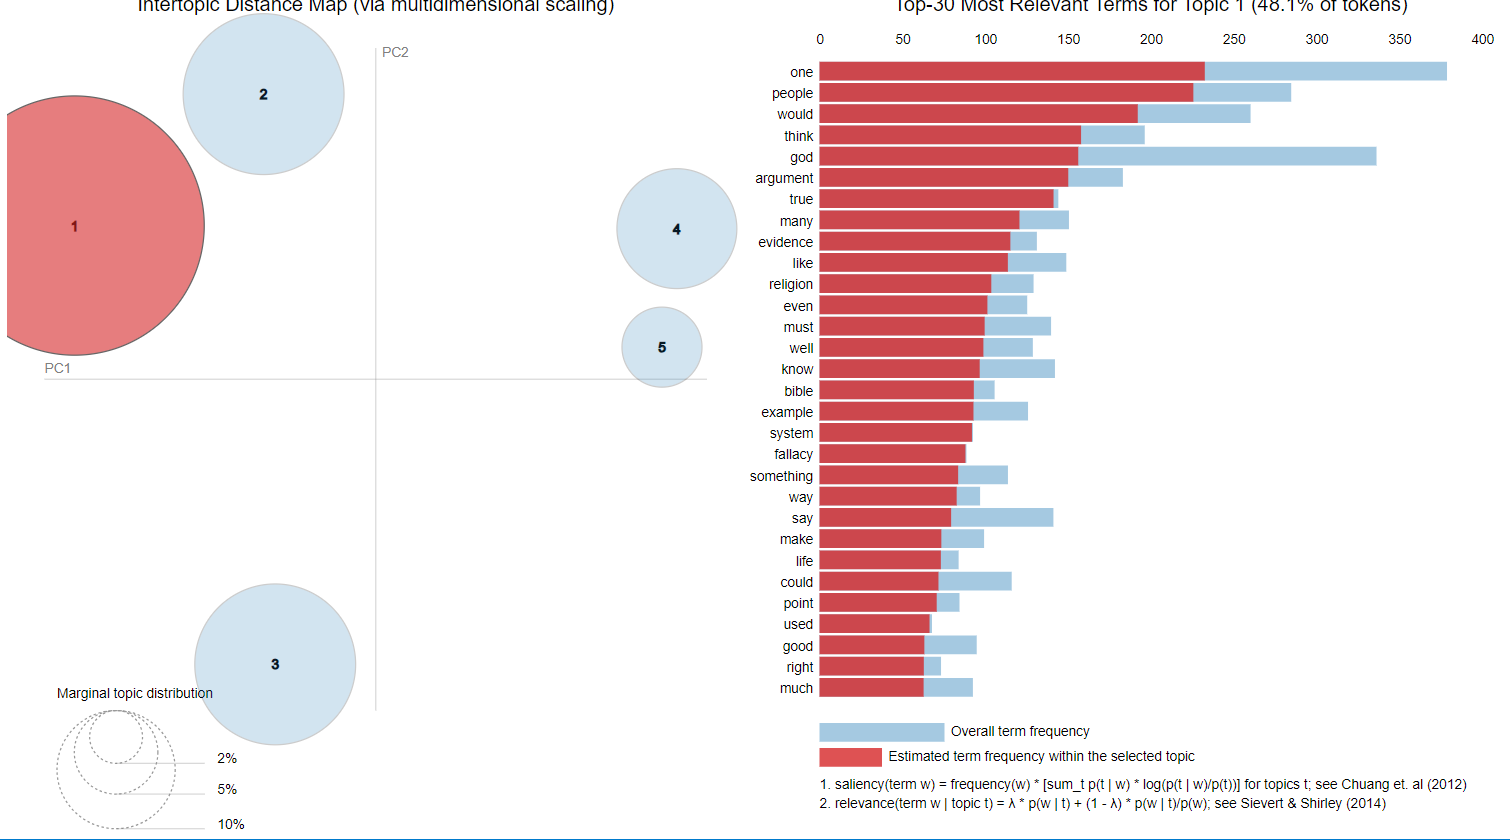 Intertopic Distance Map (via multidimensional scaling)
PC2
2
1
4
5
PC1
3
Marginal topic distribution
2%
5%
10%
Top-30 Most Relevant Terms for Topic 1 (48.1% of tokens)
0 50 100 150 200 250 300 350 400
one
people
would
think
god
argument
true
many
evidence
like
religion
even
must
well
know
bible
example
system
fallacy
something
way
say
make
life
could
point
used
good
right
much
Overall term frequency
Estimated term frequency within the selected topic
1. saliency(term w) = frequency(w) * [sum_t p(t | w) * log(p(t | w)/p(t))] for topics t; see Chuang et. al (2012)
2. relevance(term w | topic t) = λ * p(w | t) + (1 - λ) * p(w | t)/p(w); see Sievert & Shirley (2014)